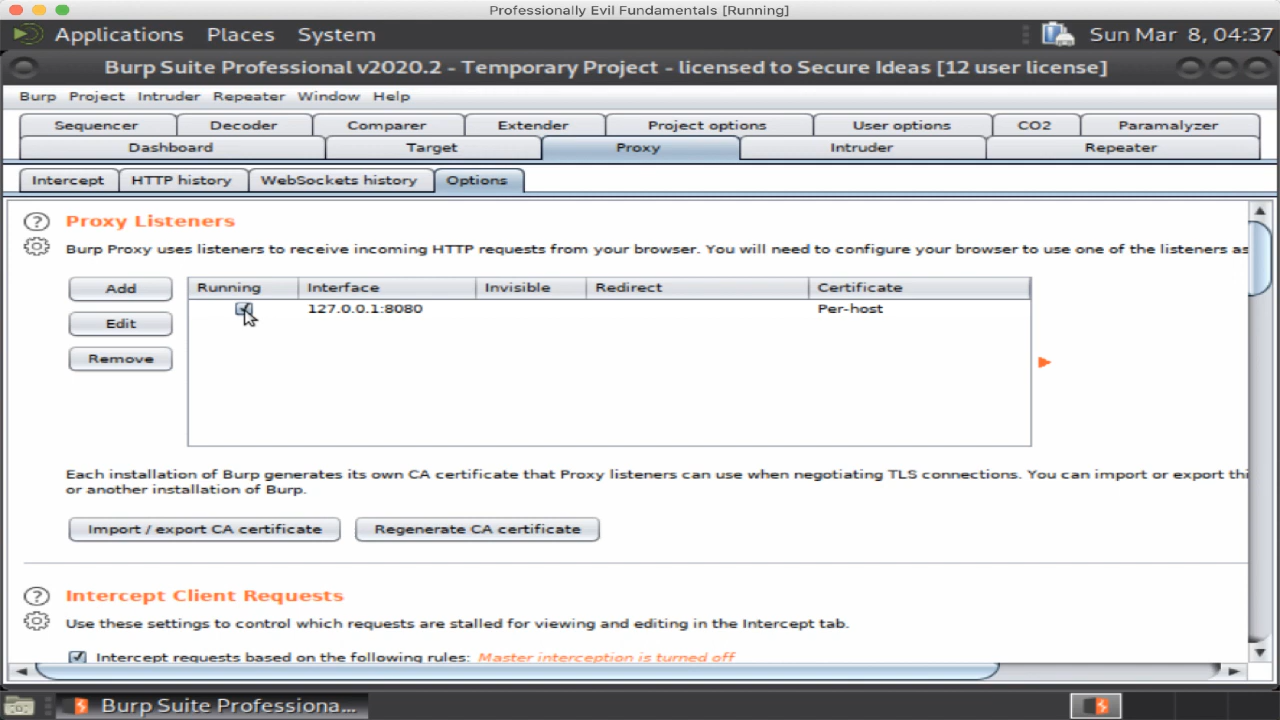 Professionally Evil Fundamentals [Running]
Applications Places System Sun Mar 8, 04:37
Burp Suite Professional v2020.2 - Temporary Project - licensed to Secure Ideas [12 user license]
Burp Project Intruder Repeater Window Help
Sequencer Decoder Comparer Extender Project options User options CO2 Paramalyzer
Dashboard Target Proxy Intruder Repeater
Intercept HTTP history WebSockets history Options
? Proxy Listeners
Burp Proxy uses listeners to receive incoming HTTP requests from your browser. You will need to configure your browser to use one of the listeners as
Add Running Interface Invisible Redirect Certificate
127.0.0.1:8080 Per-host
Edit
Remove
Each installation of Burp generates its own CA certificate that Proxy listeners can use when negotiating TLS connections. You can import or export thi
or another installation of Burp.
Import / export CA certificate Regenerate CA certificate
? Intercept Client Requests
Use these settings to control which requests are stalled for viewing and editing in the Intercept tab.
Intercept requests based on the following rules: Master interception is turned off
Burp Suite Professiona...